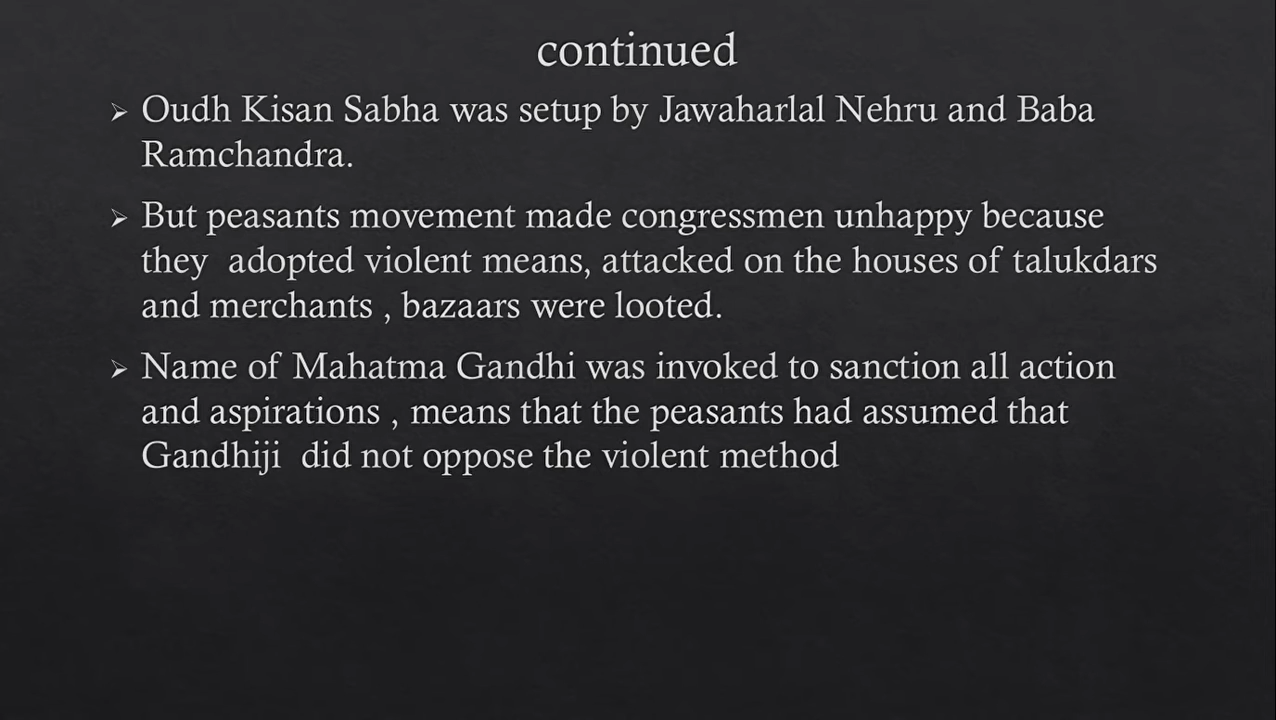 continued
➢ Oudh Kisan Sabha was setup by Jawaharlal Nehru and Baba
Ramchandra.
➢ But peasants movement made congressmen unhappy because
they  adopted violent means, attacked on the houses of talukdars
and merchants , bazaars were looted.
➢ Name of Mahatma Gandhi was invoked to sanction all action
and aspirations , means that the peasants had assumed that
Gandhiji  did not oppose the violent method